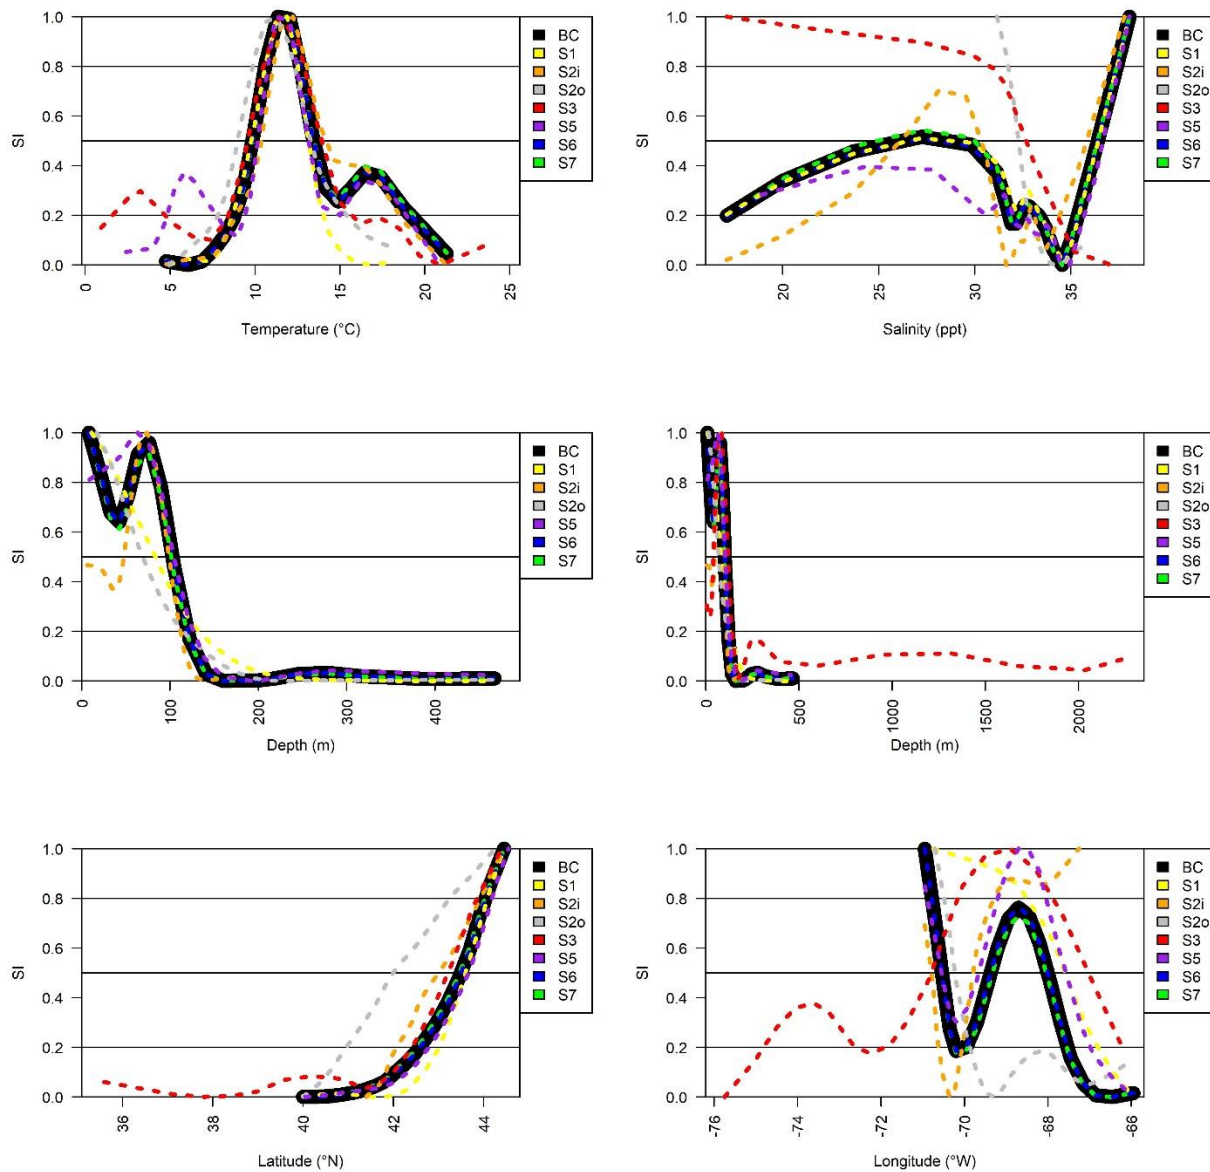 1.0
0.8
0.6
0.4
0.2
0.0
SI
0
5
10
15
20
25
Temperature (°C)
BC
S1
S2i
S2o
S3
S5
S6
S7
1.0
0.8
0.6
0.4
0.2
0.0
SI
20
25
30
35
Salinity (ppt)
BC
S1
S2i
S2o
S3
S5
S6
S7
1.0
0.8
0.6
0.4
0.2
0.0
SI
0
100
200
300
400
Depth (m)
BC
S1
S2i
S2o
S5
S6
S7
1.0
0.8
0.6
0.4
0.2
0.0
SI
0
500
1000
1500
2000
Depth (m)
BC
S1
S2i
S2o
S3
S5
S6
S7
1.0
0.8
0.6
0.4
0.2
0.0
SI
36
38
40
42
44
Latitude (°N)
BC
S1
S2i
S2o
S3
S5
S6
S7
1.0
0.8
0.6
0.4
0.2
0.0
SI
-76
-74
-72
-70
-68
-66
Longitude (°W)
BC
S1
S2i
S2o
S3
S5
S6
S7